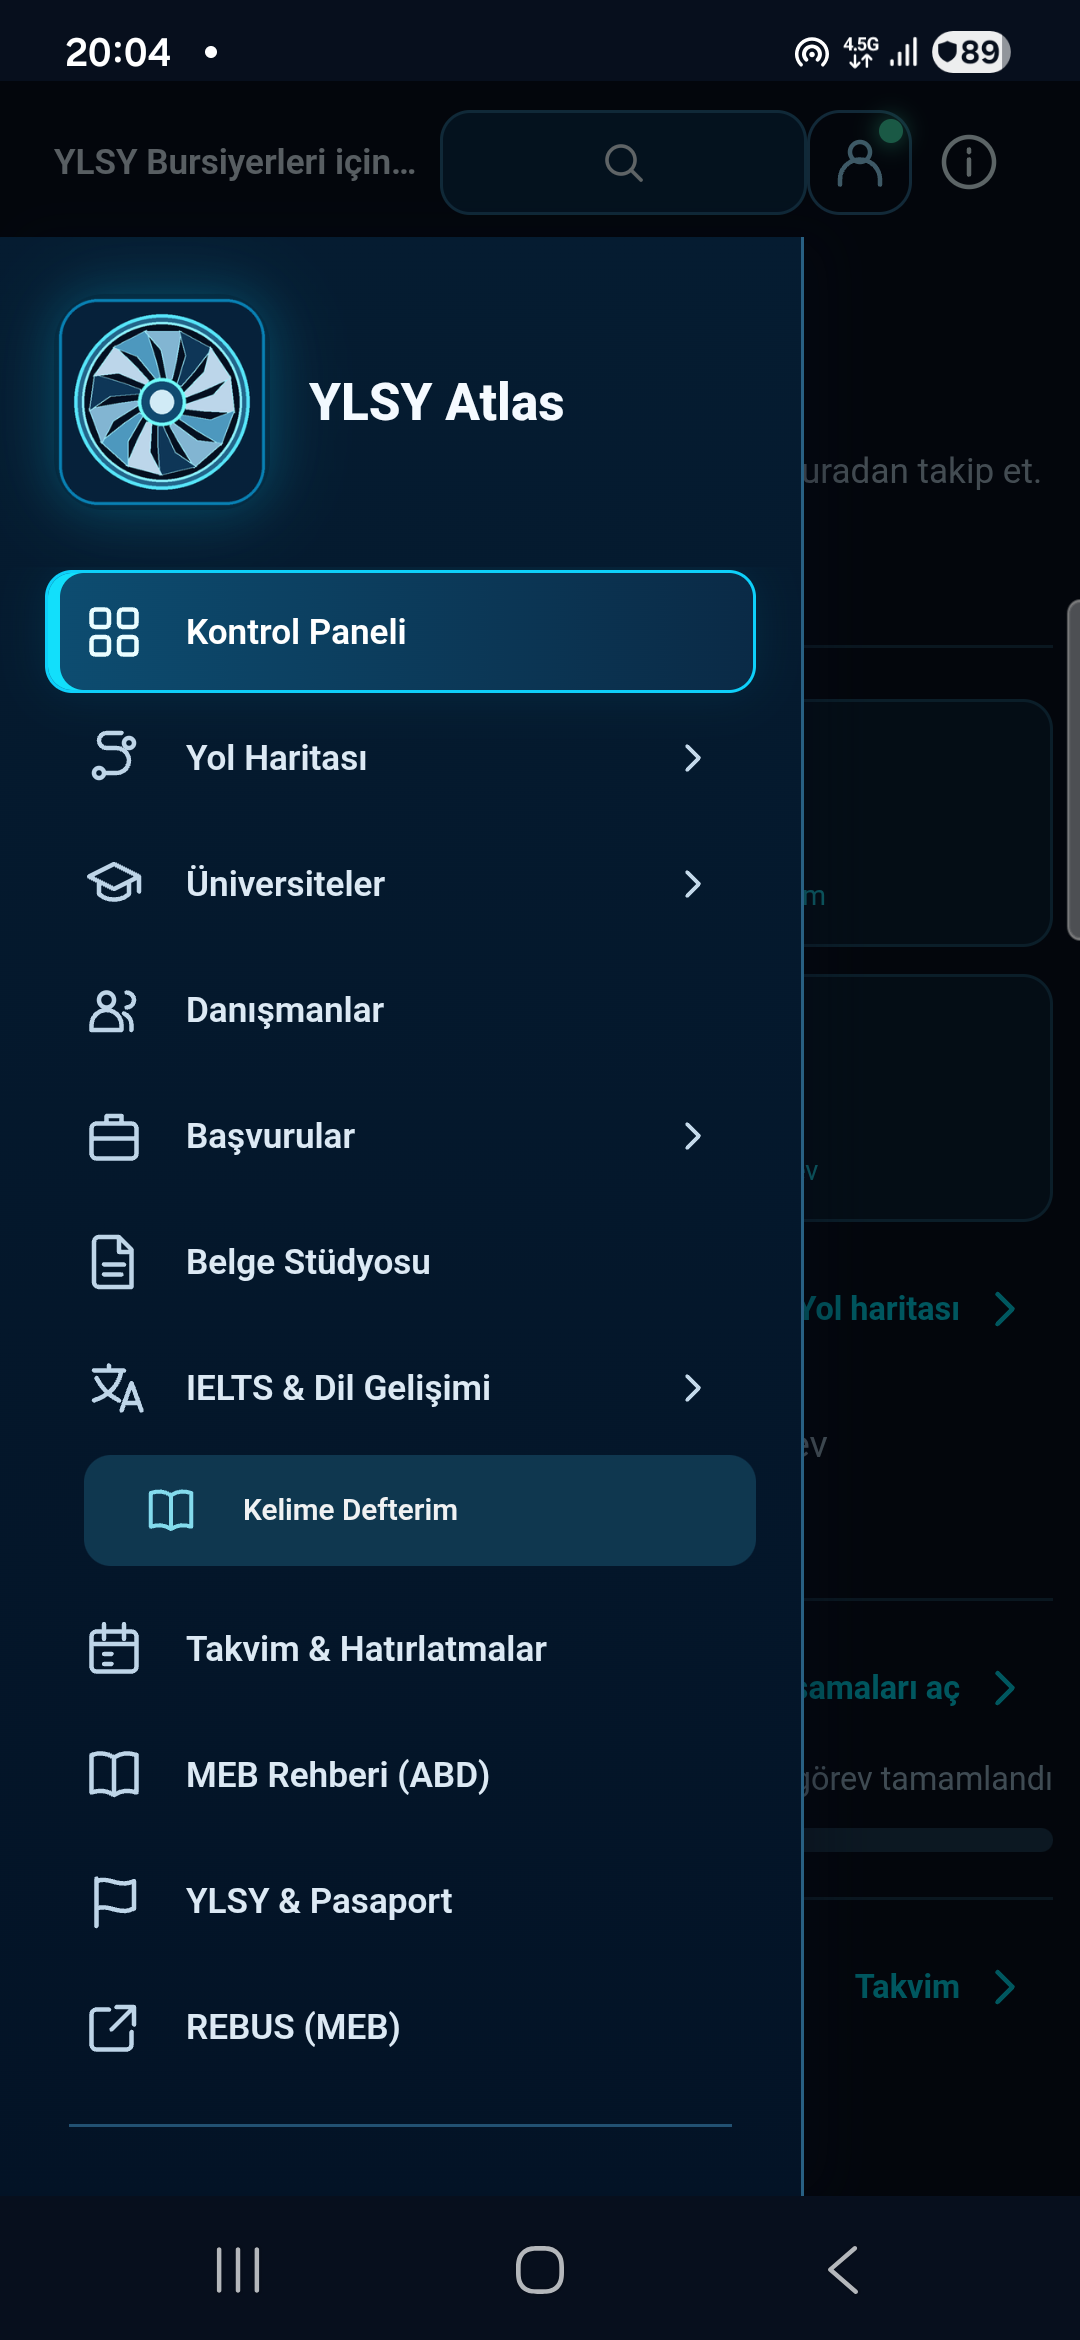 20:04
4.5G
89
YLSY Bursiyerleri için...
YLSY Atlas
takip et.
Kontrol Paneli
Yol Haritası
Üniversiteler
Danışmanlar
Başvurular
Belge Stüdyosu
Yol haritası
IELTS & Dil Gelişimi
Kelime Defterim
Takvim & Hatırlatmalar
aç
MEB Rehberi (ABD)
görev tamamlandı
YLSY & Pasaport
Takvim
REBUS (MEB)